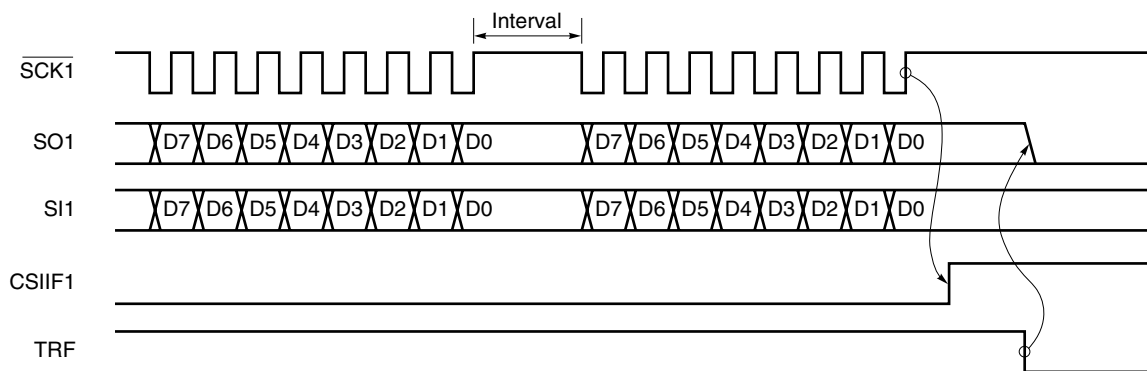 Interval
SCK1
SO1 D7 D6 D5 D4 D3 D2 D1 D0 D7 D6 D5 D4 D3 D2 D1 D0
SI1 D7 D6 D5 D4 D3 D2 D1 D0 D7 D6 D5 D4 D3 D2 D1 D0
CSIIF1
TRF